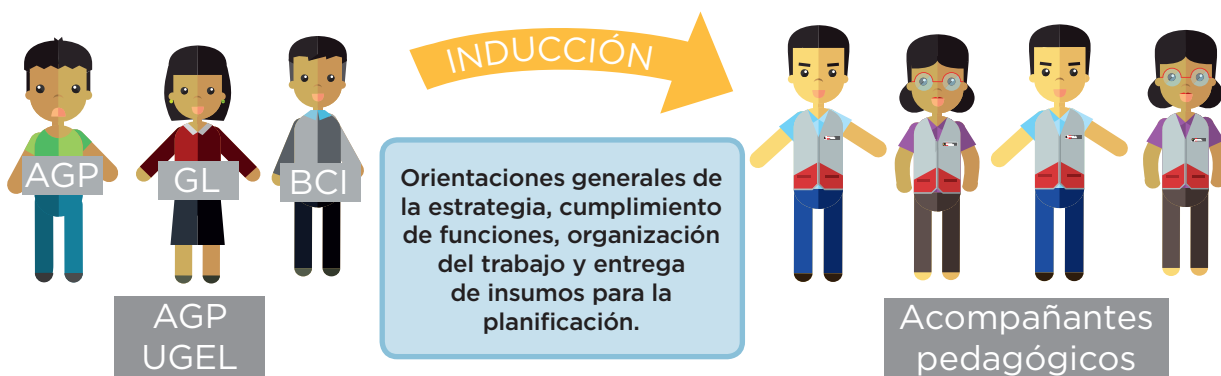 INDUCCIÓN
AGP
GL
BCI
Orientaciones generales de
la estrategia, cumplimiento
de funciones, organización
del trabajo y entrega
de insumos para la
planificación.
AGP
UGEL
Acompañantes
pedagógicos